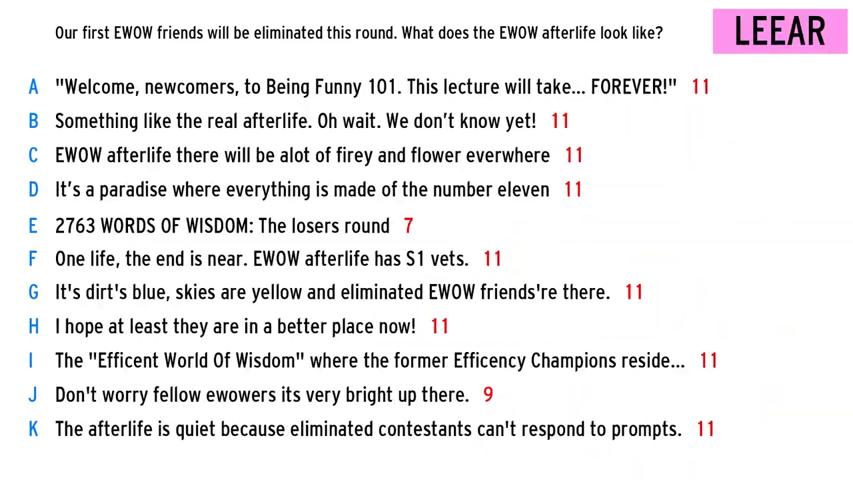 Our first EWOW friends will be eliminated this round. What does the EWOW afterlife look like?
LEEAR
A "Welcome, newcomers, to Being Funny 101. This lecture will take... FOREVER!" 11
B Something like the real afterlife. Oh wait. We don't know yet! 11
C EWOW afterlife there will be alot of firey and flower everwhere 11
D It's a paradise where everything is made of the number eleven 11
E 2763 WORDS OF WISDOM: The losers round 7
F One life, the end is near. EWOW afterlife has S1 vets. 11
G It's dirt's blue, skies are yellow and eliminated EWOW friends're there. 11
H I hope at least they are in a better place now! 11
I The "Efficent World Of Wisdom" where the former Efficency Champions reside... 11
J Don't worry fellow ewowers its very bright up there. 9
K The afterlife is quiet because eliminated contestants can't respond to prompts. 11